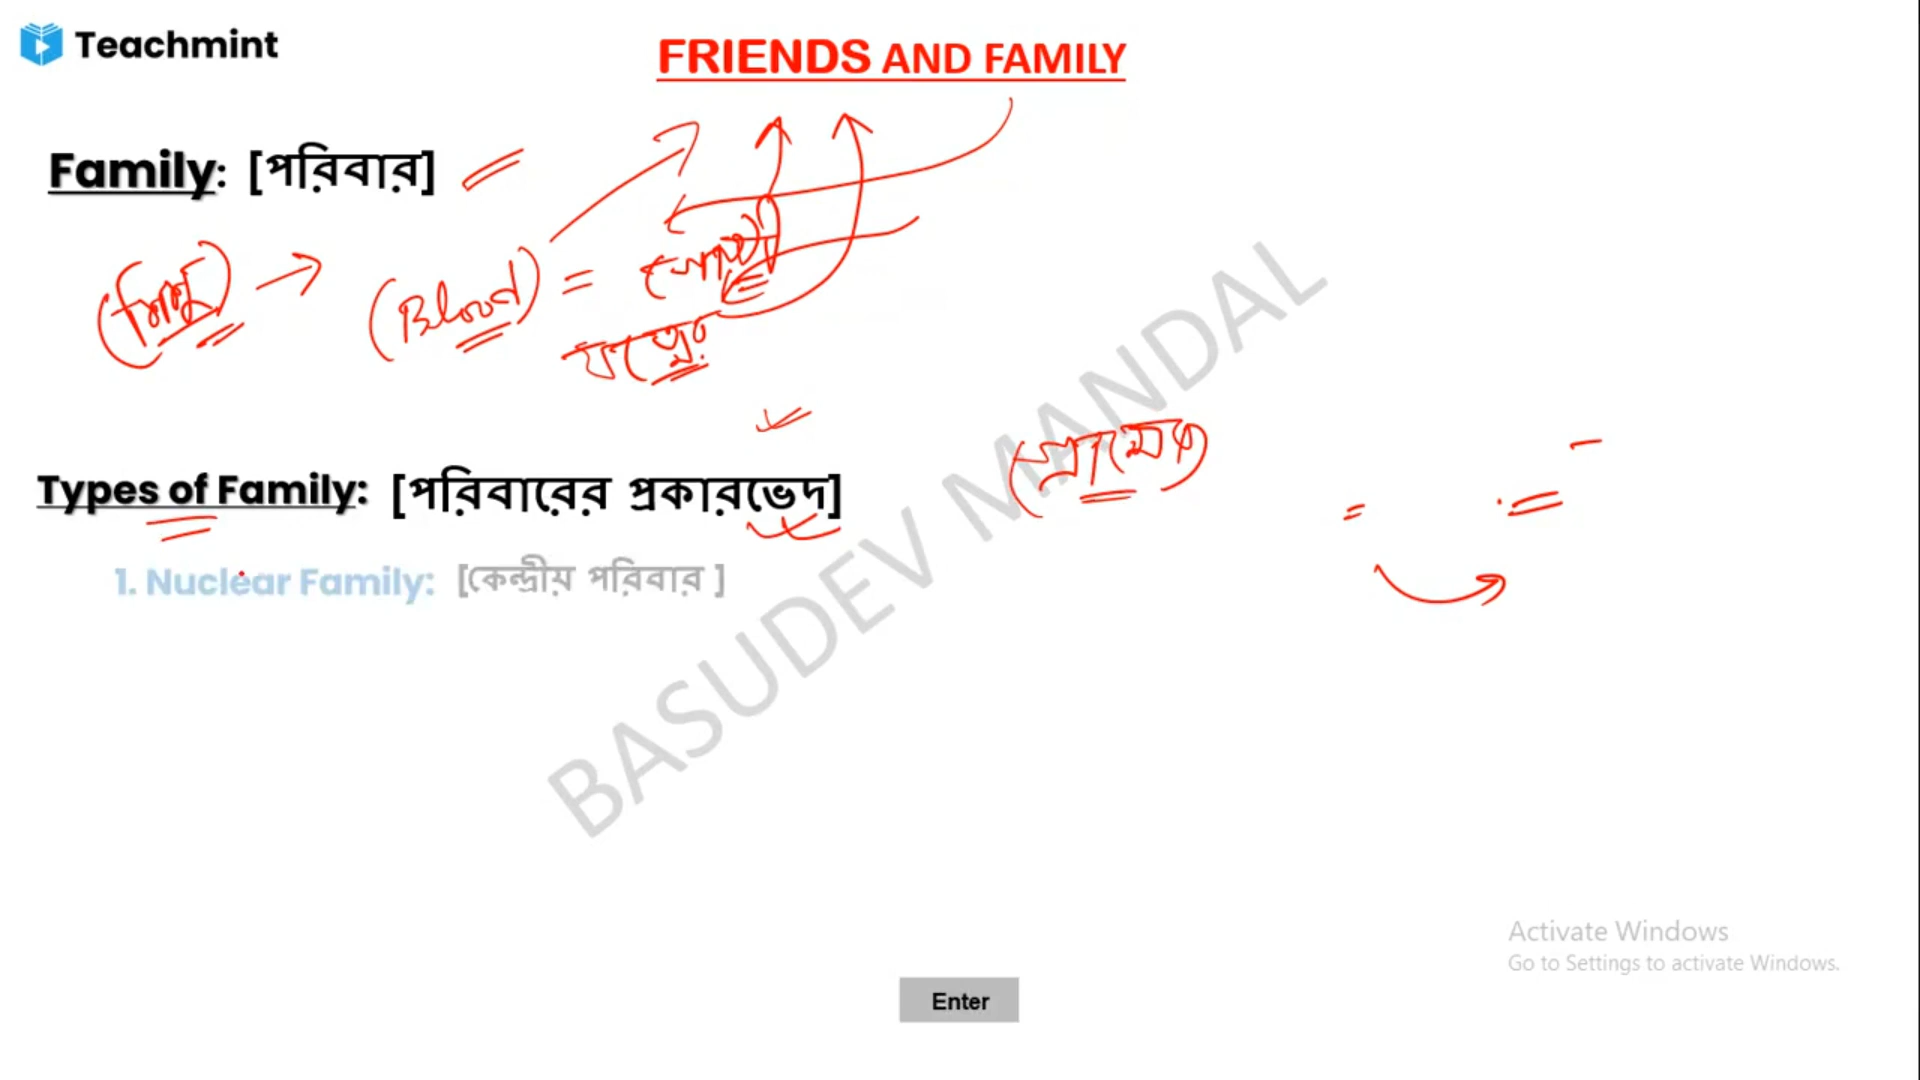 Teachmint
FRIENDS AND FAMILY
Family: [পরিবার]
(Blood) =
Types of Family: [পরিবারের প্রকারভেদ]
1. Nuclear Family: [কেন্দ্রীয় পরিবার ]
BASUDEV MANDAL
Activate Windows
Go to Settings to activate Windows.
Enter